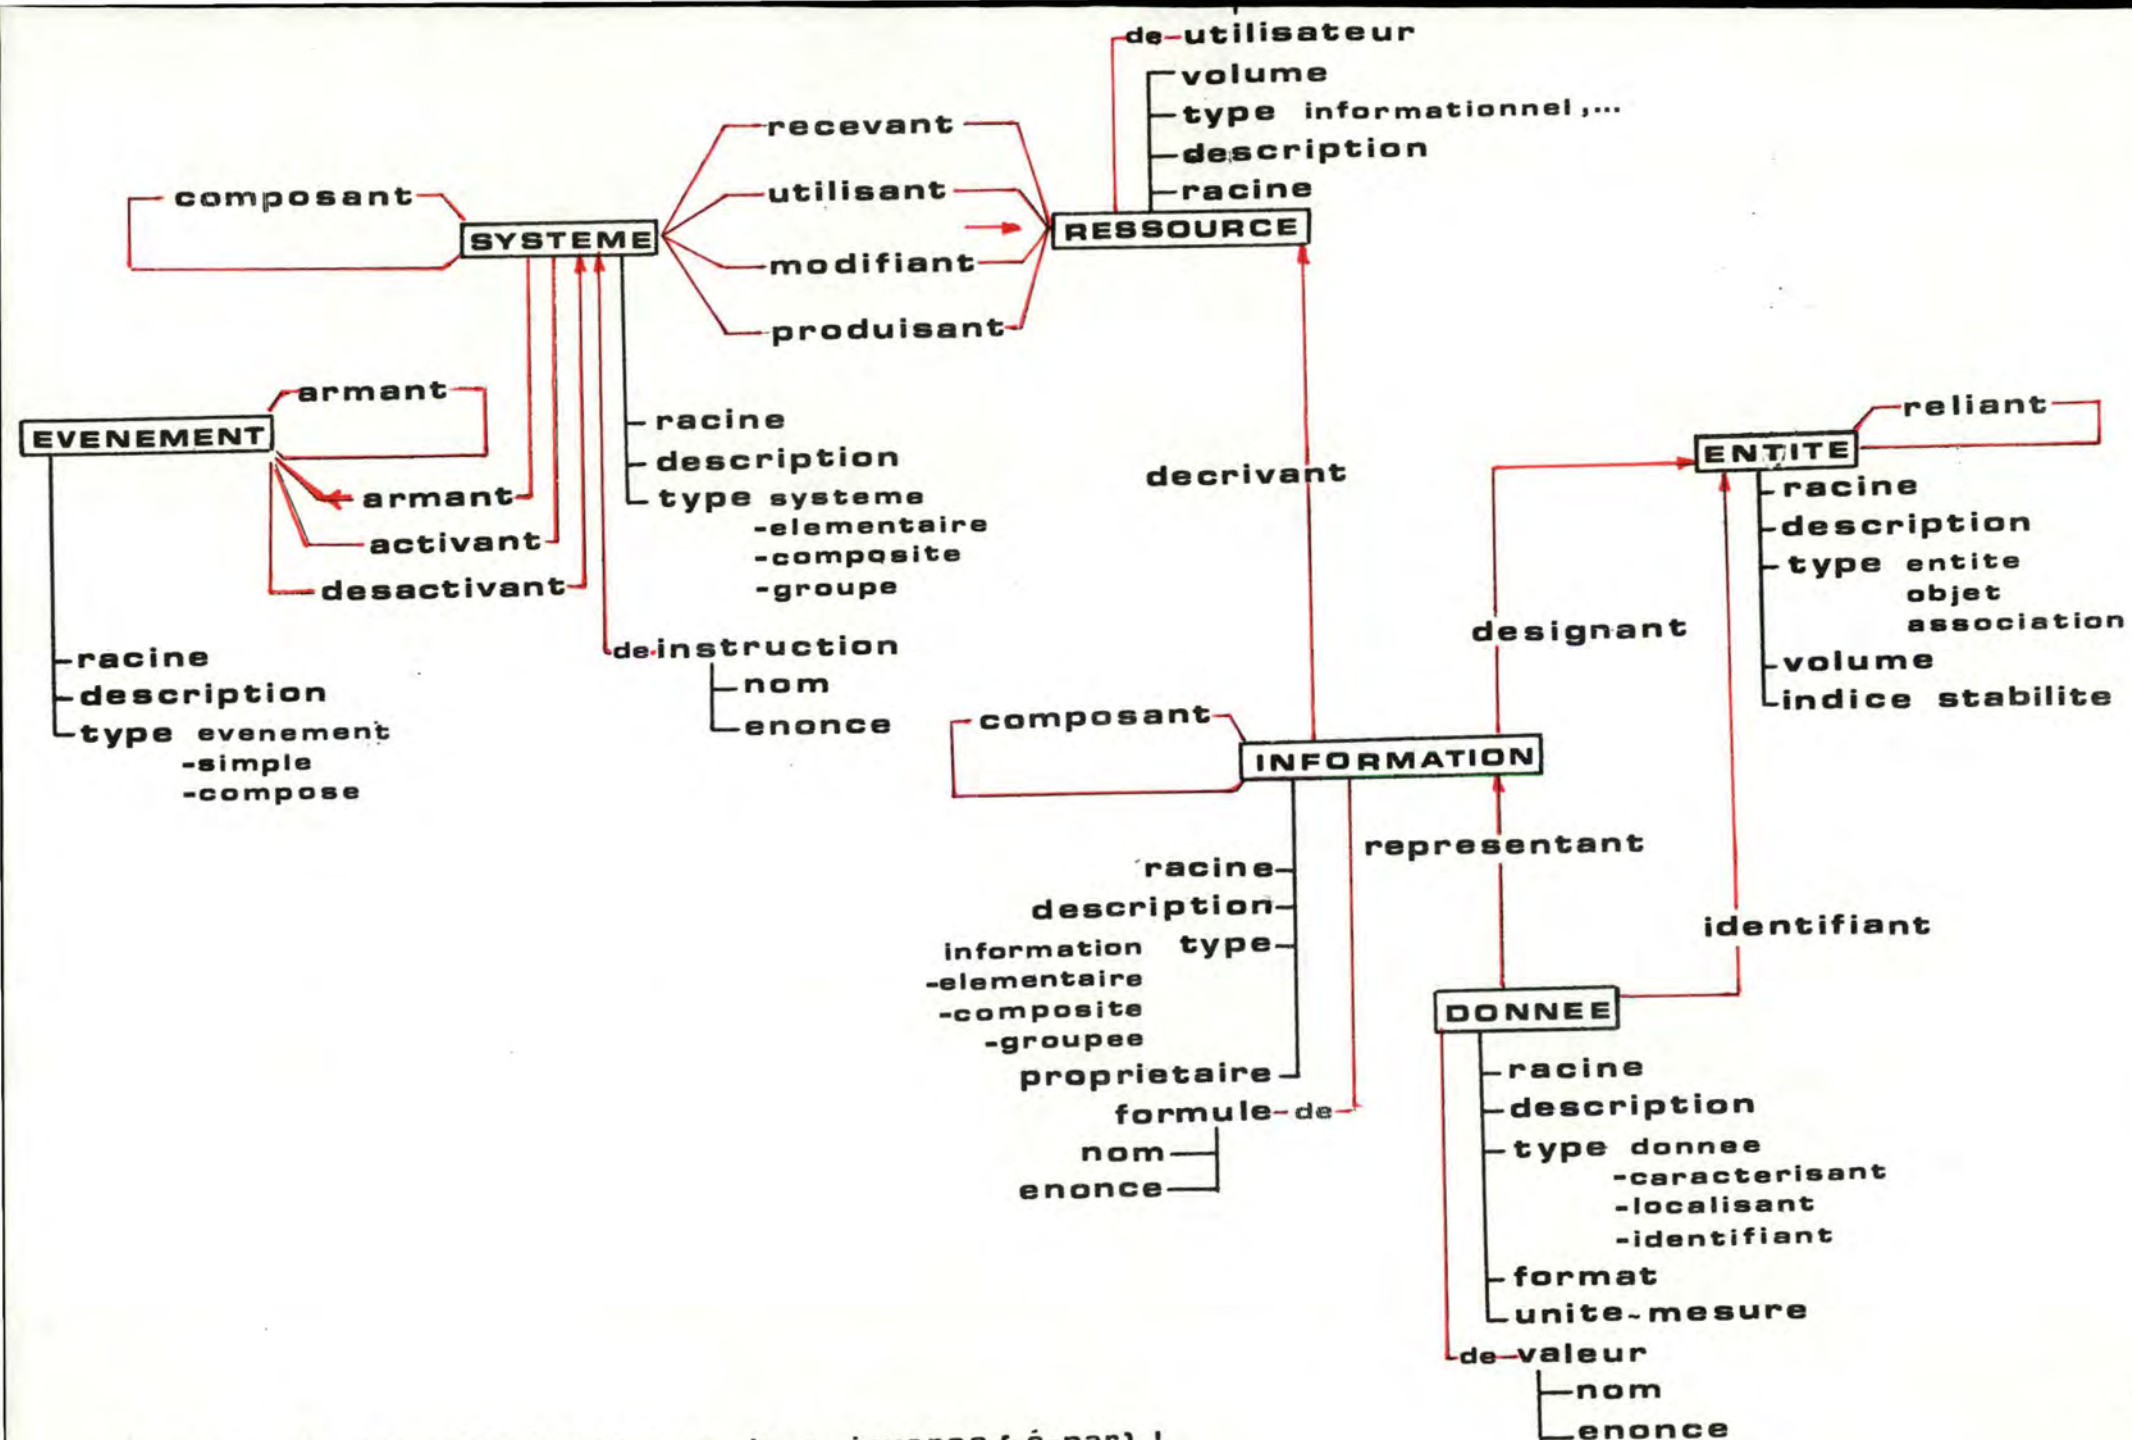 de utilisateur
volume
type informationnel,...
description
racine
RESSOURCE
recevant
utilisant
modifiant
produisant
composant
SYSTEME
racine
description
type systeme
-elementaire
-composite
-groupe
de instruction
nom
enonce
armant
EVENEMENT
armant
activant
desactivant
racine
description
type evenement
-simple
-compose
decrivant
reliant
ENTITE
racine
description
type entite
objet
association
volume
indice stabilite
designant
composant
INFORMATION
representant
identifiant
racine
description
information type
-elementaire
-composite
-groupee
proprietaire
formule-de
nom
enonce
DONNEE
racine
description
type donnee
-caracterisant
-localisant
-identifiant
format
unite-mesure
de valeur
nom
enonce